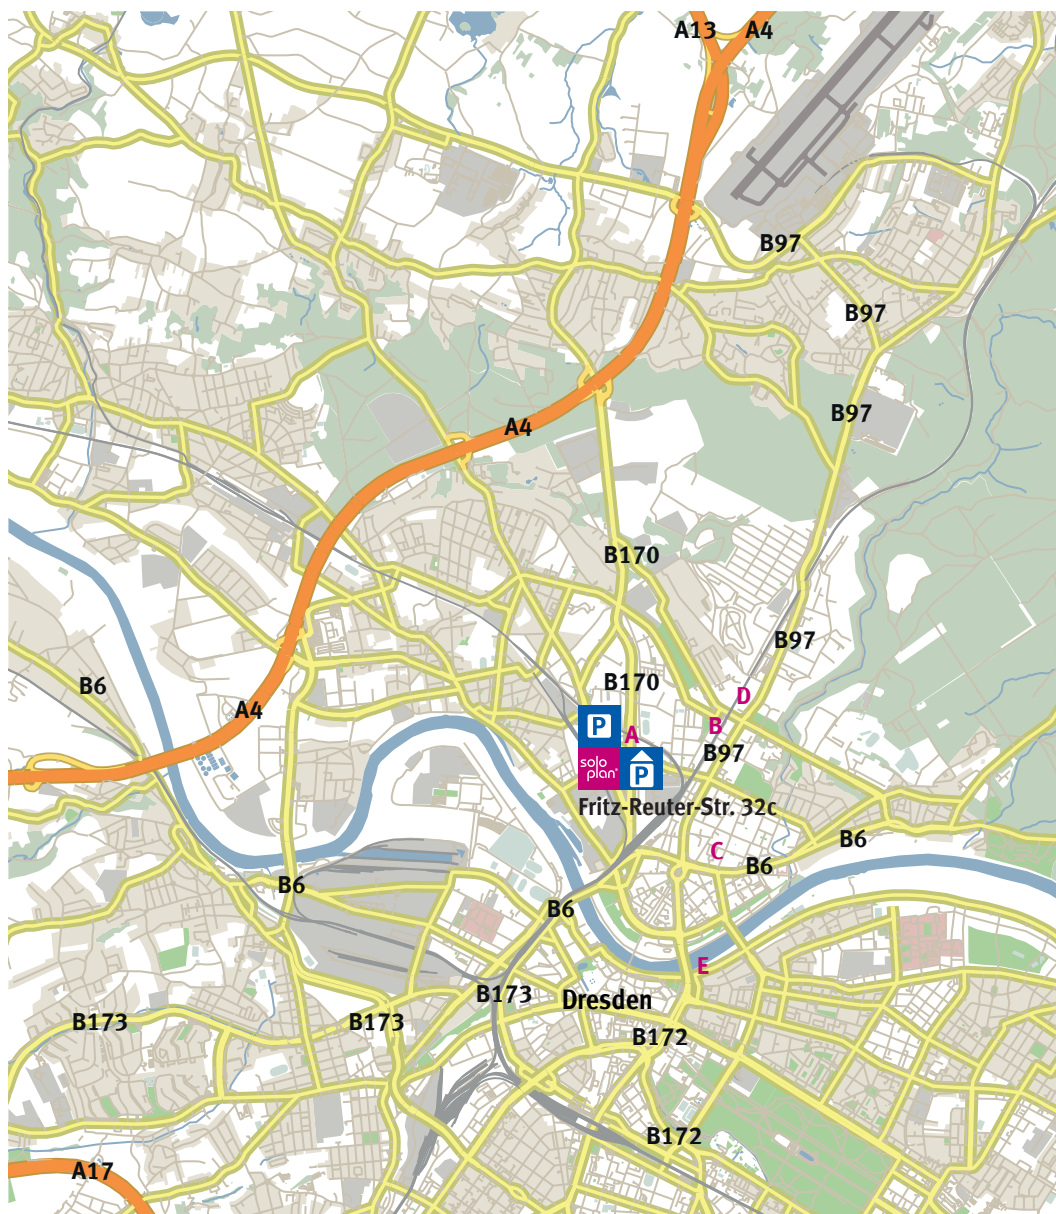 A13 A4
B97
B97
B97
A4
B170
B97
B170
B6
A4
D
B
A
B97
P
solo
plan
P
Fritz-Reuter-Str. 32c
B6
C
B6
B6
B6
E
B173
Dresden
B173
B173
B172
B172
A17